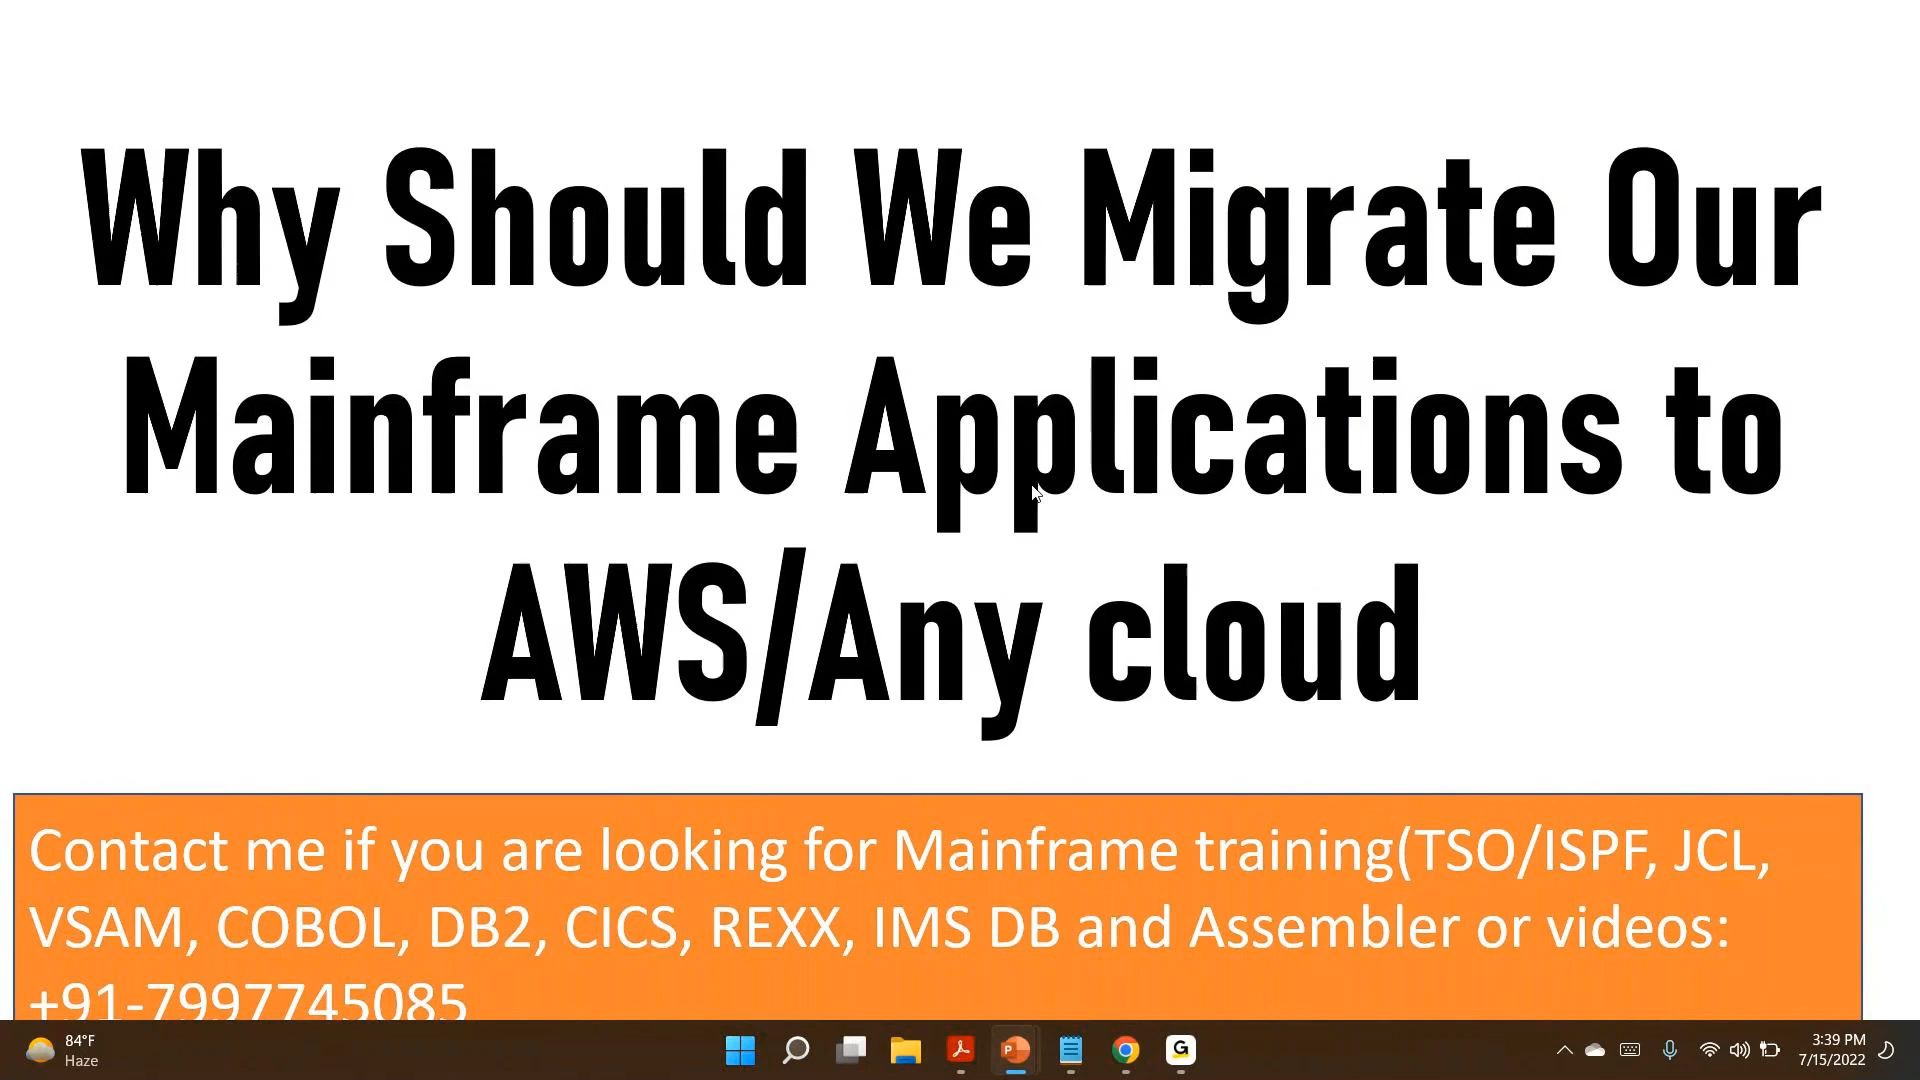 Why Should We Migrate Our
Mainframe Applications to
AWS/Any cloud
Contact me if you are looking for Mainframe training(TSO/ISPF, JCL,
VSAM, COBOL, DB2, CICS, REXX, IMS DB and Assembler or videos:
+91-7997745085
84°F
Haze
P
G
3:39 PM
7/15/2022